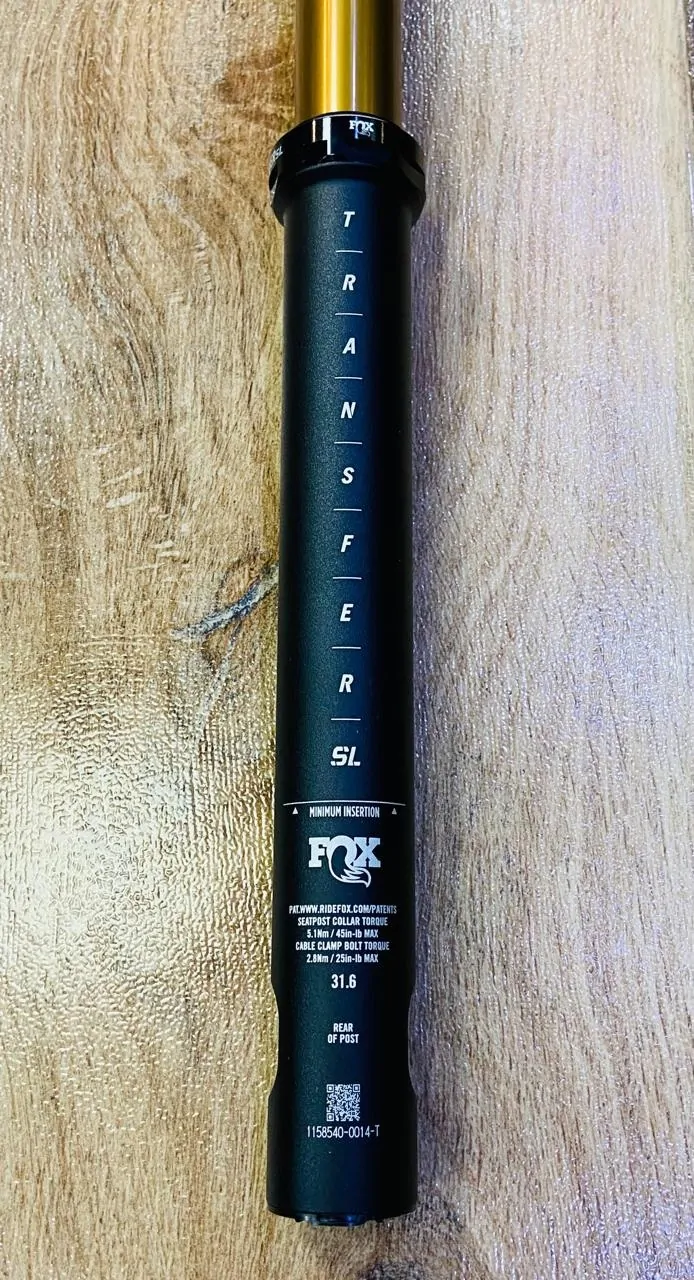 FOX
SL
T
R
A
N
S
F
E
R
SL
MINIMUM INSERTION
FOX
PAT.WWW.RIDEFOX.COM/PATENTS
SEATPOST COLLAR TORQUE
5.1Nm / 45in-lb MAX
CABLE CLAMP BOLT TORQUE
2.8Nm / 25in-lb MAX
31.6
REAR
OF POST
1158540-0014-T